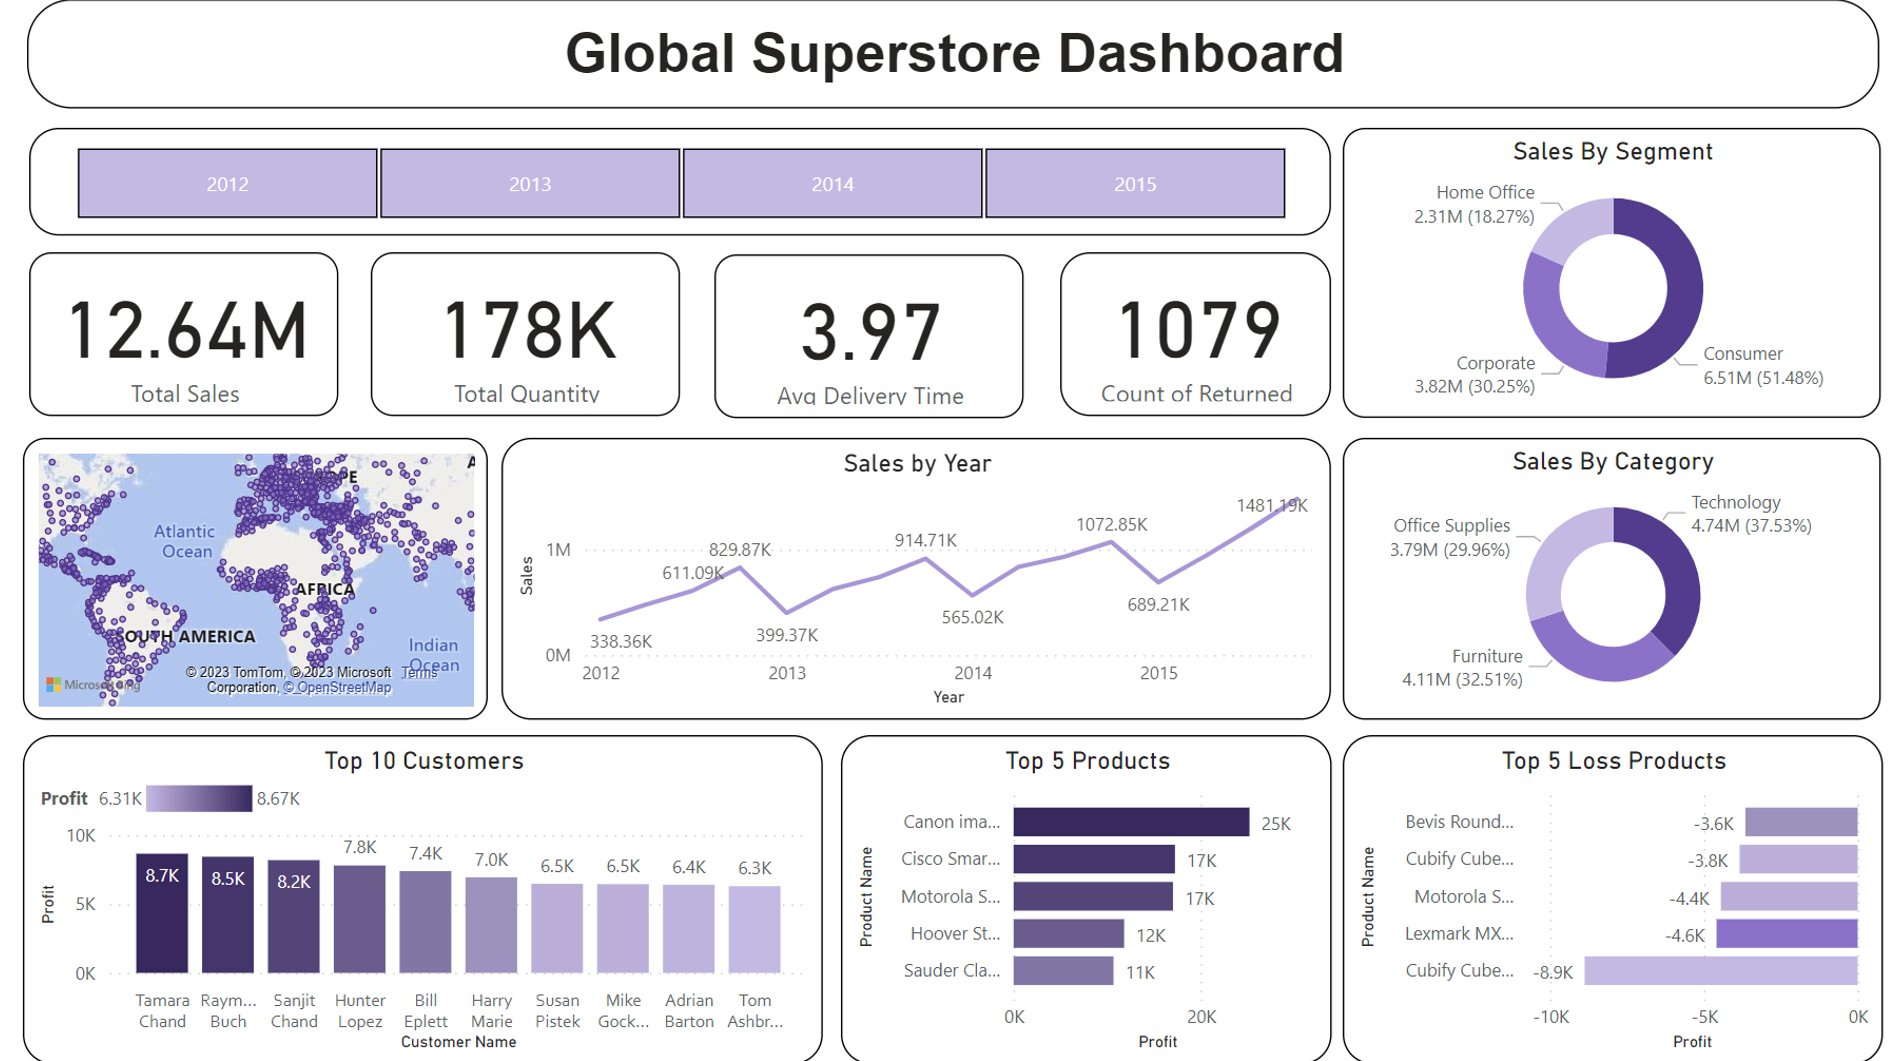 Global Superstore Dashboard
2012
2013
2014
2015
12.64M
Total Sales
178K
Total Quantity
3.97
Avg Delivery Time
1079
Count of Returned
Sales By Segment
Home Office
2.31M (18.27%)
Corporate
3.82M (30.25%)
Consumer
6.51M (51.48%)
Atlantic
Ocean
AFRICA
SOUTH AMERICA
Indian
Ocean
© 2023 TomTom, © 2023 Microsoft
Corporation, © OpenStreetMap
Terms
Microsoft Bing
Sales by Year
Sales
1M
0M
338.36K
611.09K
829.87K
399.37K
914.71K
565.02K
1072.85K
689.21K
1481.19K
2012
2013
2014
2015
Year
Sales By Category
Technology
4.74M (37.53%)
Office Supplies
3.79M (29.96%)
Furniture
4.11M (32.51%)
Top 10 Customers
Profit 6.31K 8.67K
Profit
10K
5K
0K
8.7K
8.5K
8.2K
7.8K
7.4K
7.0K
6.5K
6.5K
6.4K
6.3K
Tamara
Chand
Raym...
Buch
Sanjit
Chand
Hunter
Lopez
Bill
Eplett
Harry
Marie
Susan
Pistek
Mike
Gock...
Adrian
Barton
Tom
Ashbr...
Customer Name
Top 5 Products
Product Name
Canon ima...
25K
Cisco Smar...
17K
Motorola S...
17K
Hoover St...
12K
Sauder Cla...
11K
0K
20K
Profit
Top 5 Loss Products
Product Name
Bevis Round...
-3.6K
Cubify Cube...
-3.8K
Motorola S...
-4.4K
Lexmark MX...
-4.6K
Cubify Cube...
-8.9K
-10K
-5K
0K
Profit